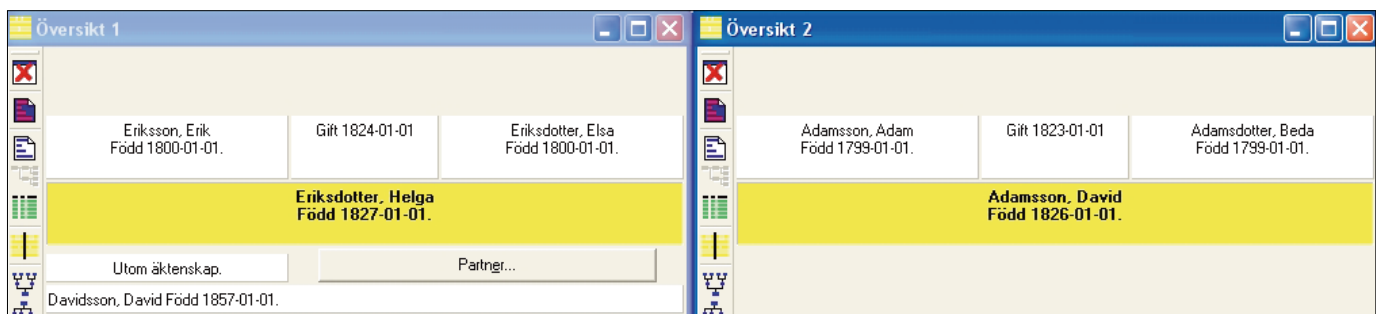 Översikt 1
Eriksson, Erik
Född 1800-01-01.
Gift 1824-01-01
Eriksdotter, Elsa
Född 1800-01-01.
Eriksdotter, Helga
Född 1827-01-01.
Utom äktenskap.
Partner...
Davidsson, David Född 1857-01-01.
Översikt 2
Adamsson, Adam
Född 1799-01-01.
Gift 1823-01-01
Adamsdotter, Beda
Född 1799-01-01.
Adamsson, David
Född 1826-01-01.